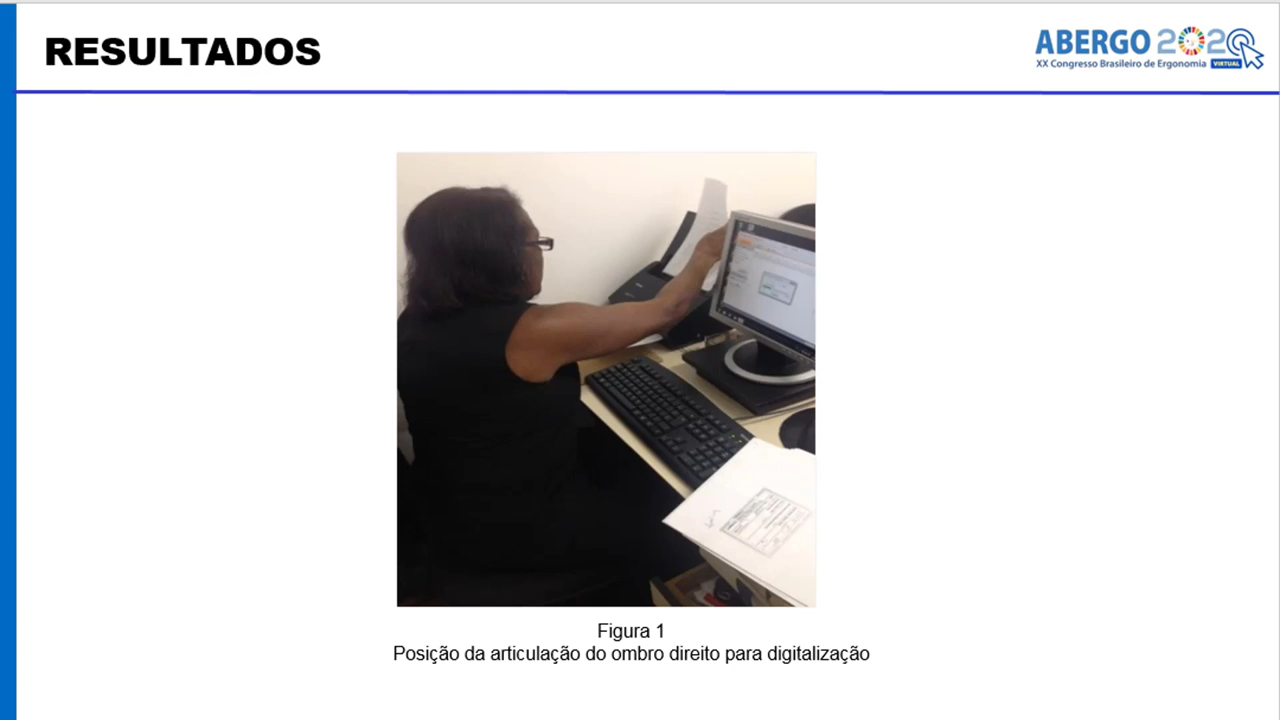 RESULTADOS
ABERGO 2020
XX Congresso Brasileiro de Ergonomia VIRTUAL
Figura 1
Posição da articulação do ombro direito para digitalização